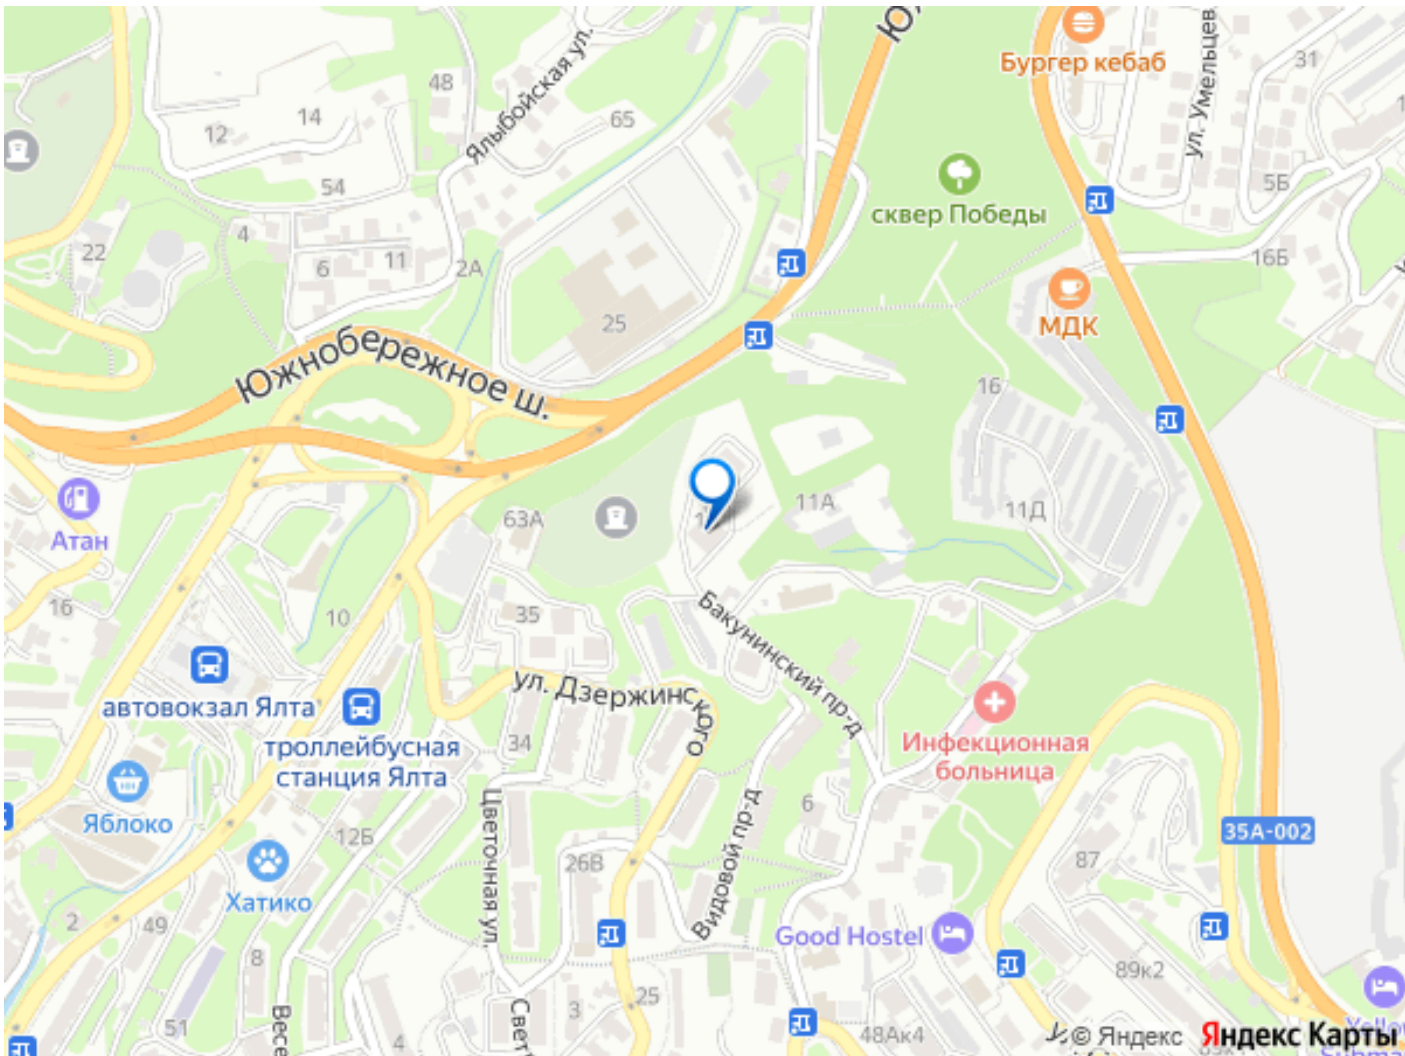 Бургер кебаб
31
ул. Умельцев
Ялыбойская ул.
48
14
12
65
54
сквер Победы
5Б
4
22
6
11
2А
16Б
МДК
25
Южнобережное ш.
16
Атан
63А
11А
11Д
16
10
35
Бакунинский пр-д
ул. Дзержинского
автовокзал Ялта
троллейбусная
станция Ялта
34
Инфекционная
больница
Яблоко
Цветочная ул.
12Б
26В
Видовой пр-д
6
35А-002
87
Хатико
2
49
8
Good Hostel
89к2
51
4
3
25
48Ак4
© Яндекс
Яндекс Карты